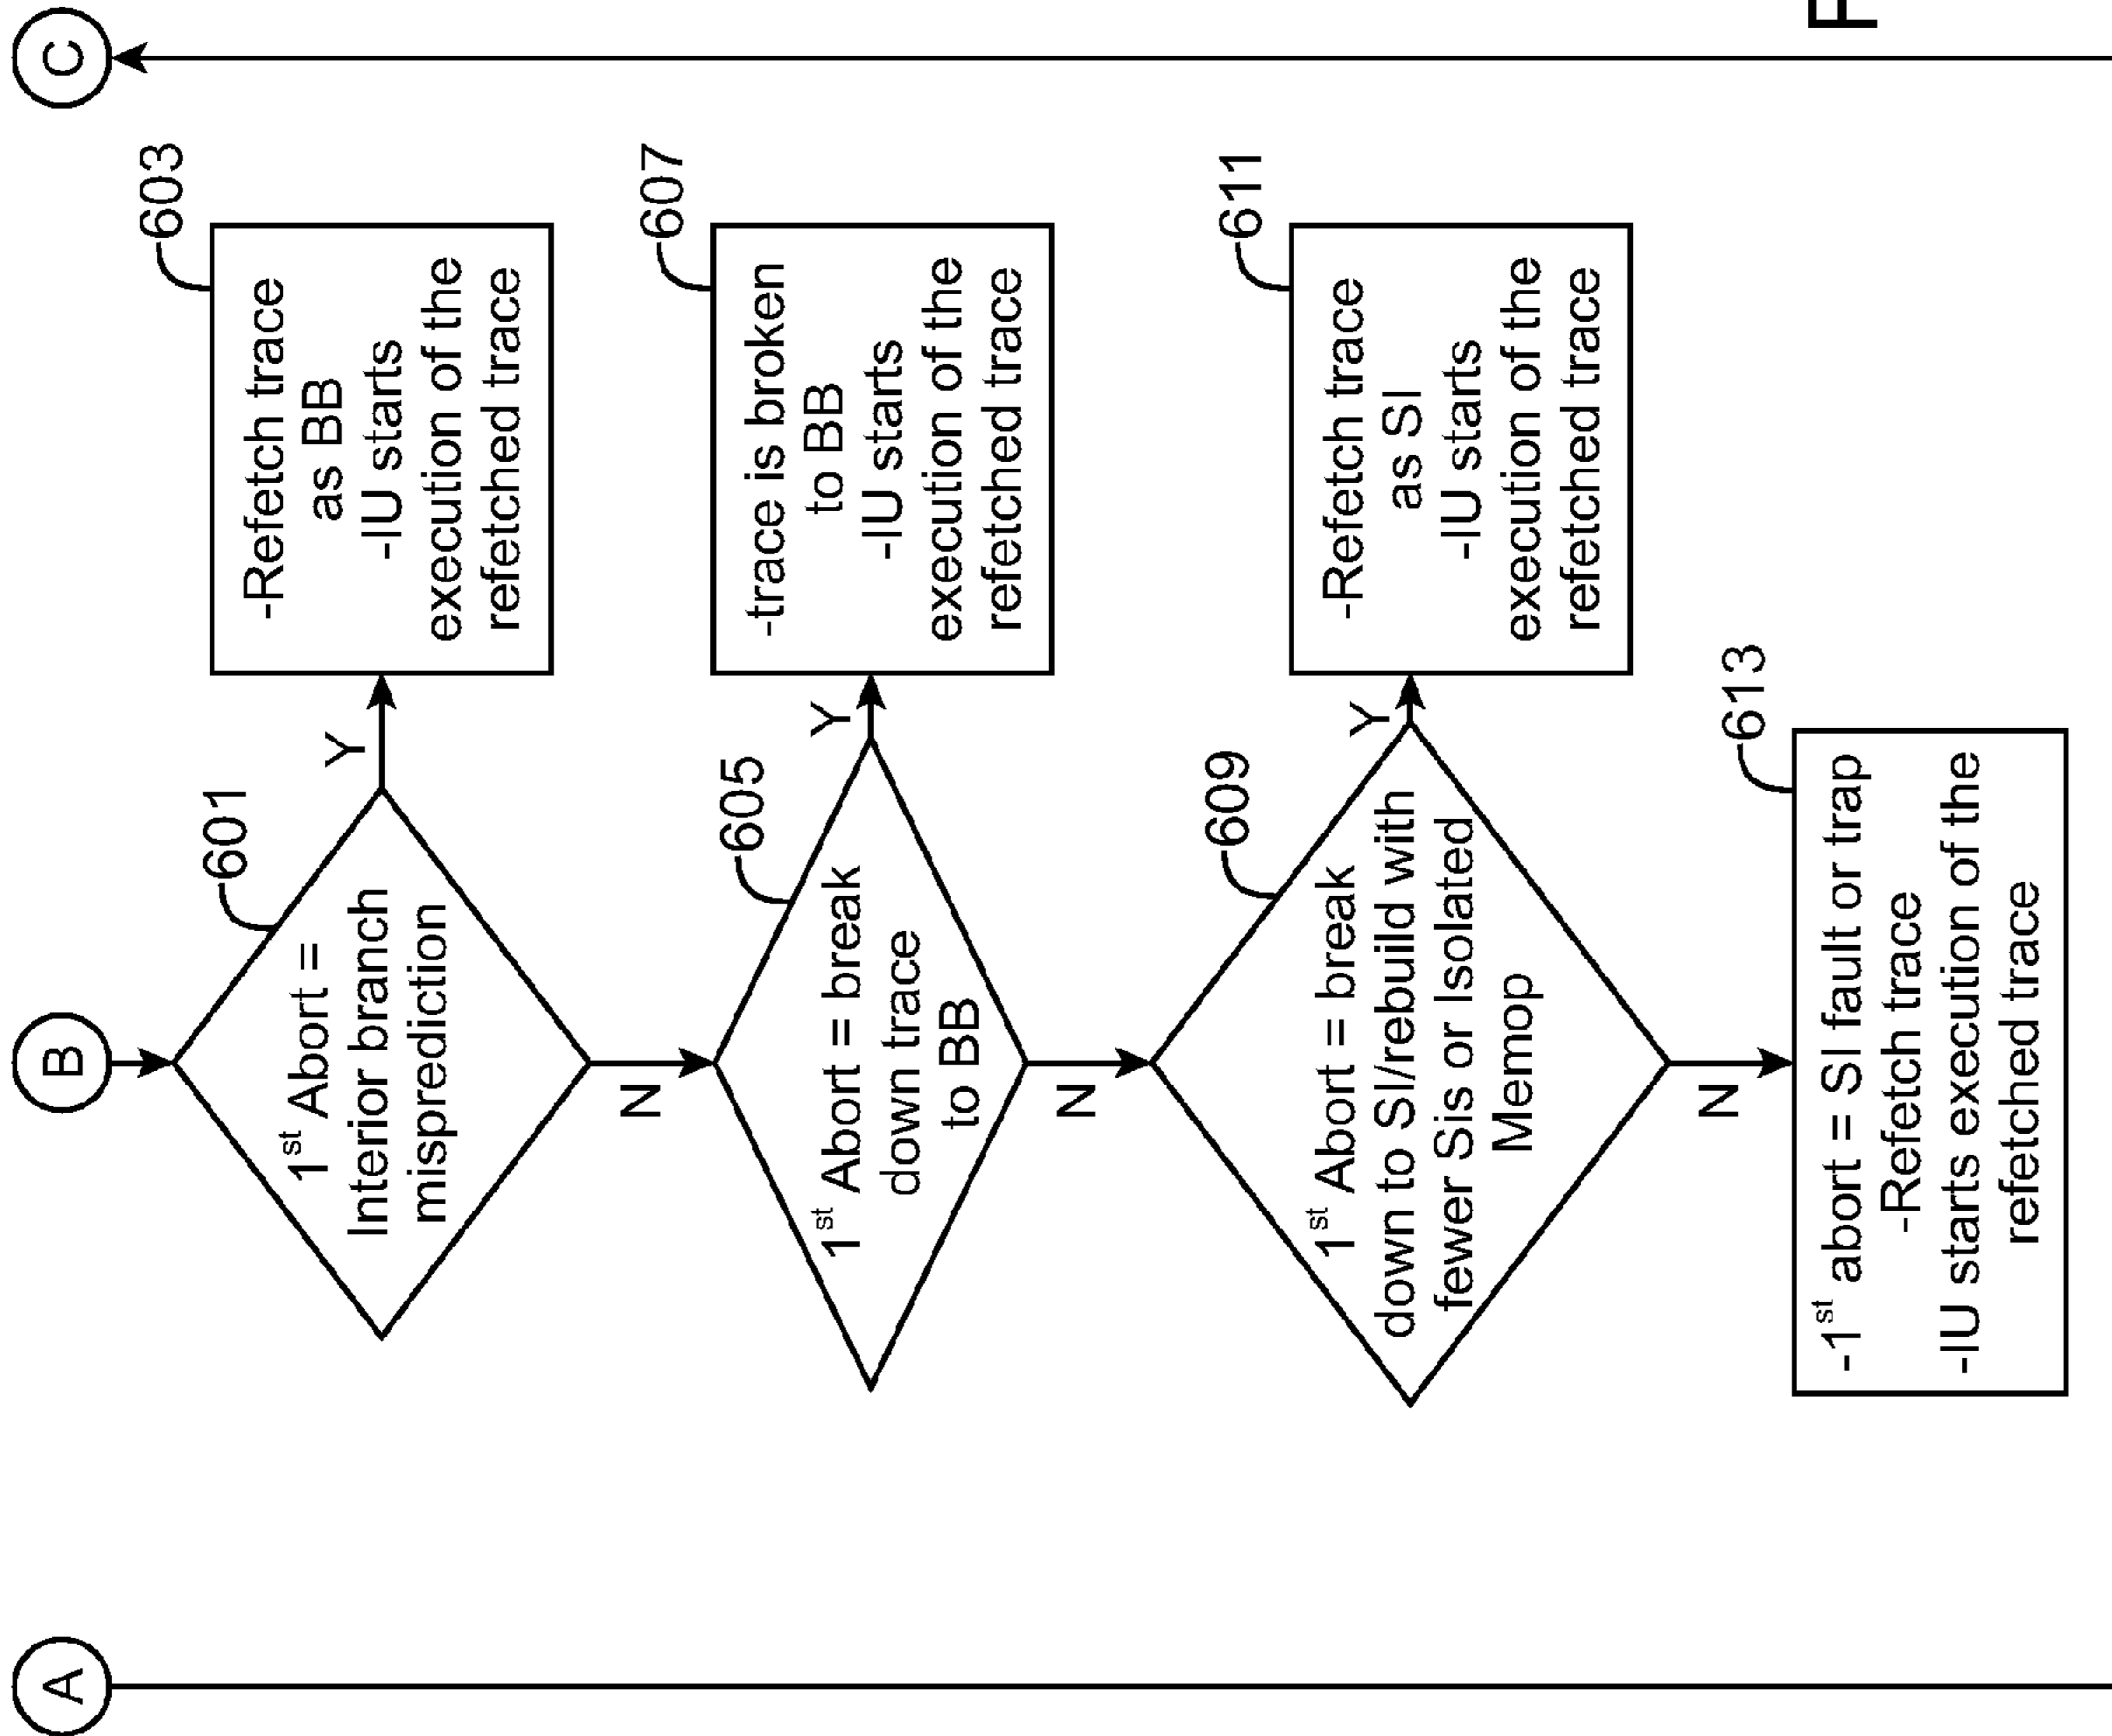 A
B
C
601
1st Abort =
Interior branch
misprediction
Y
603
-Refetch trace
as BB
-IU starts
execution of the
refetched trace
N
605
1st Abort = break
down trace
to BB
Y
607
-trace is broken
to BB
-IU starts
execution of the
refetched trace
N
609
1st Abort = break
down to SI/rebuild with
fewer Sis or Isolated
Memop
Y
611
-Refetch trace
as SI
-IU starts
execution of the
refetched trace
N
613
-1st abort = SI fault or trap
-Refetch trace
-IU starts execution of the
refetched trace